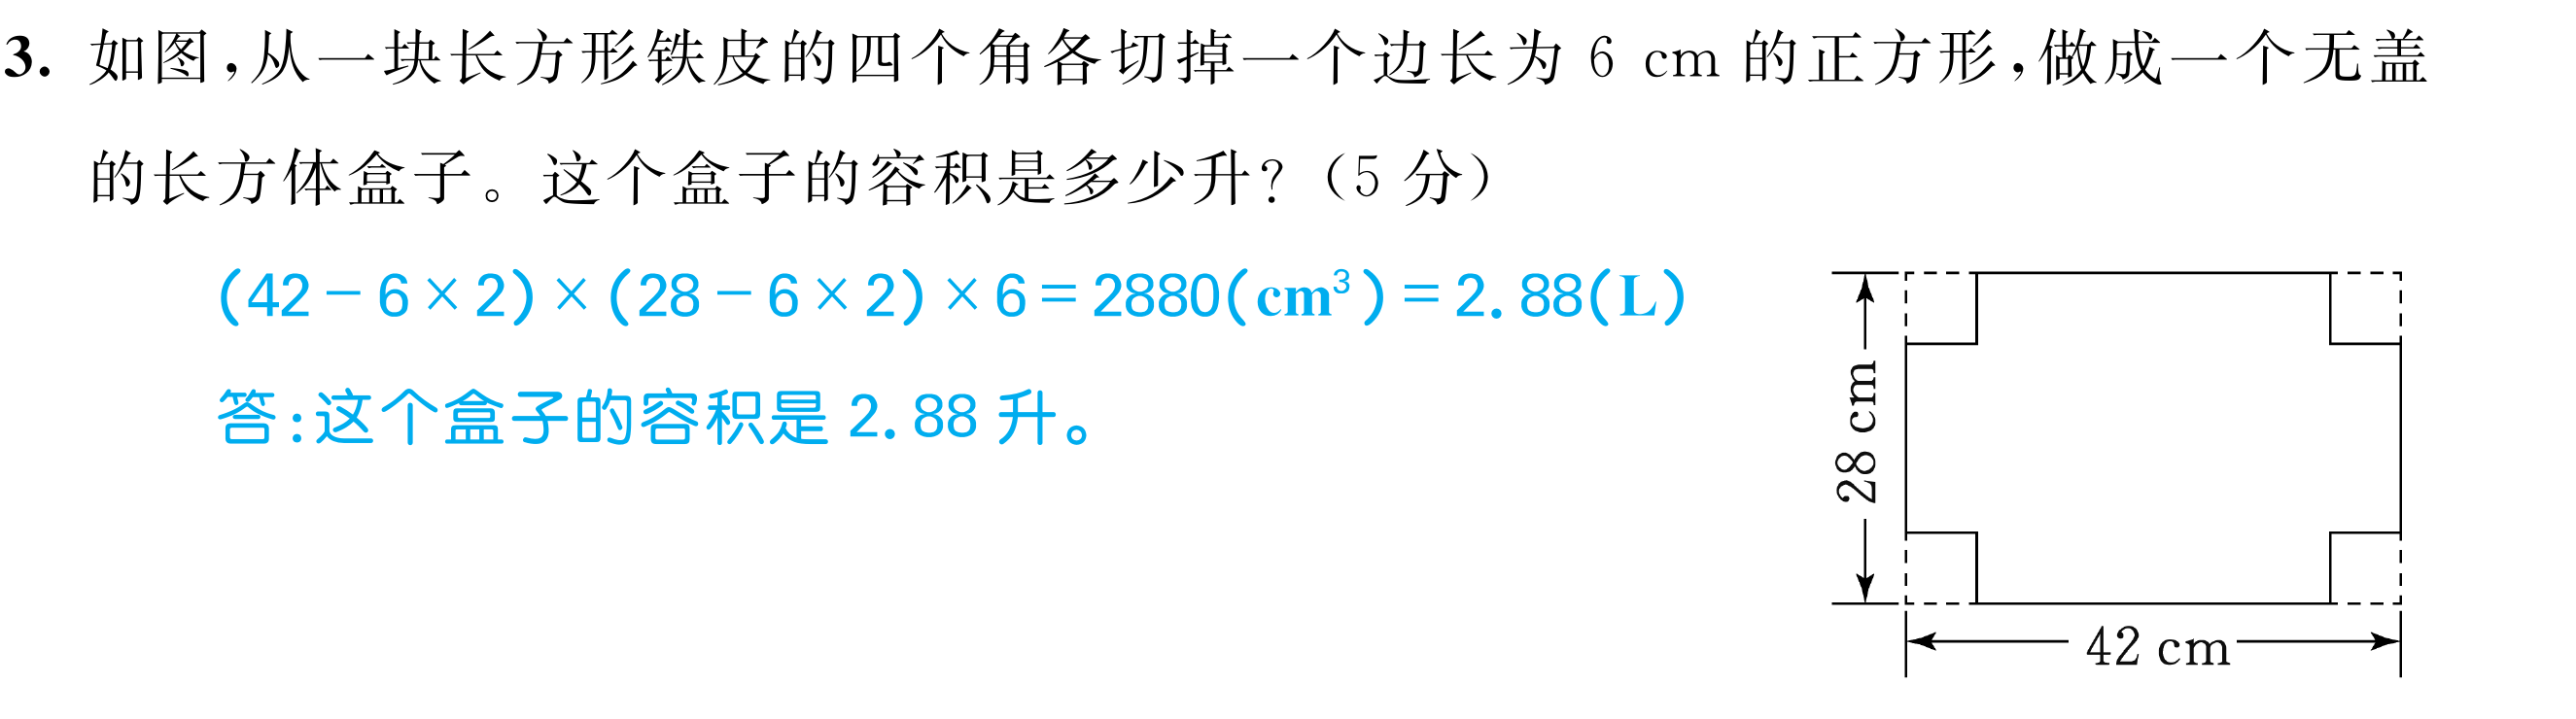 3. 如图,从一块长方形铁皮的四个角各切掉一个边长为 6 cm 的正方形,做成一个无盖
的长方体盒子。这个盒子的容积是多少升?(5 分)
(42－6×2)×(28－6×2)×6＝2880(cm³)＝2.88(L)
答:这个盒子的容积是 2.88 升。
28 cm
42 cm